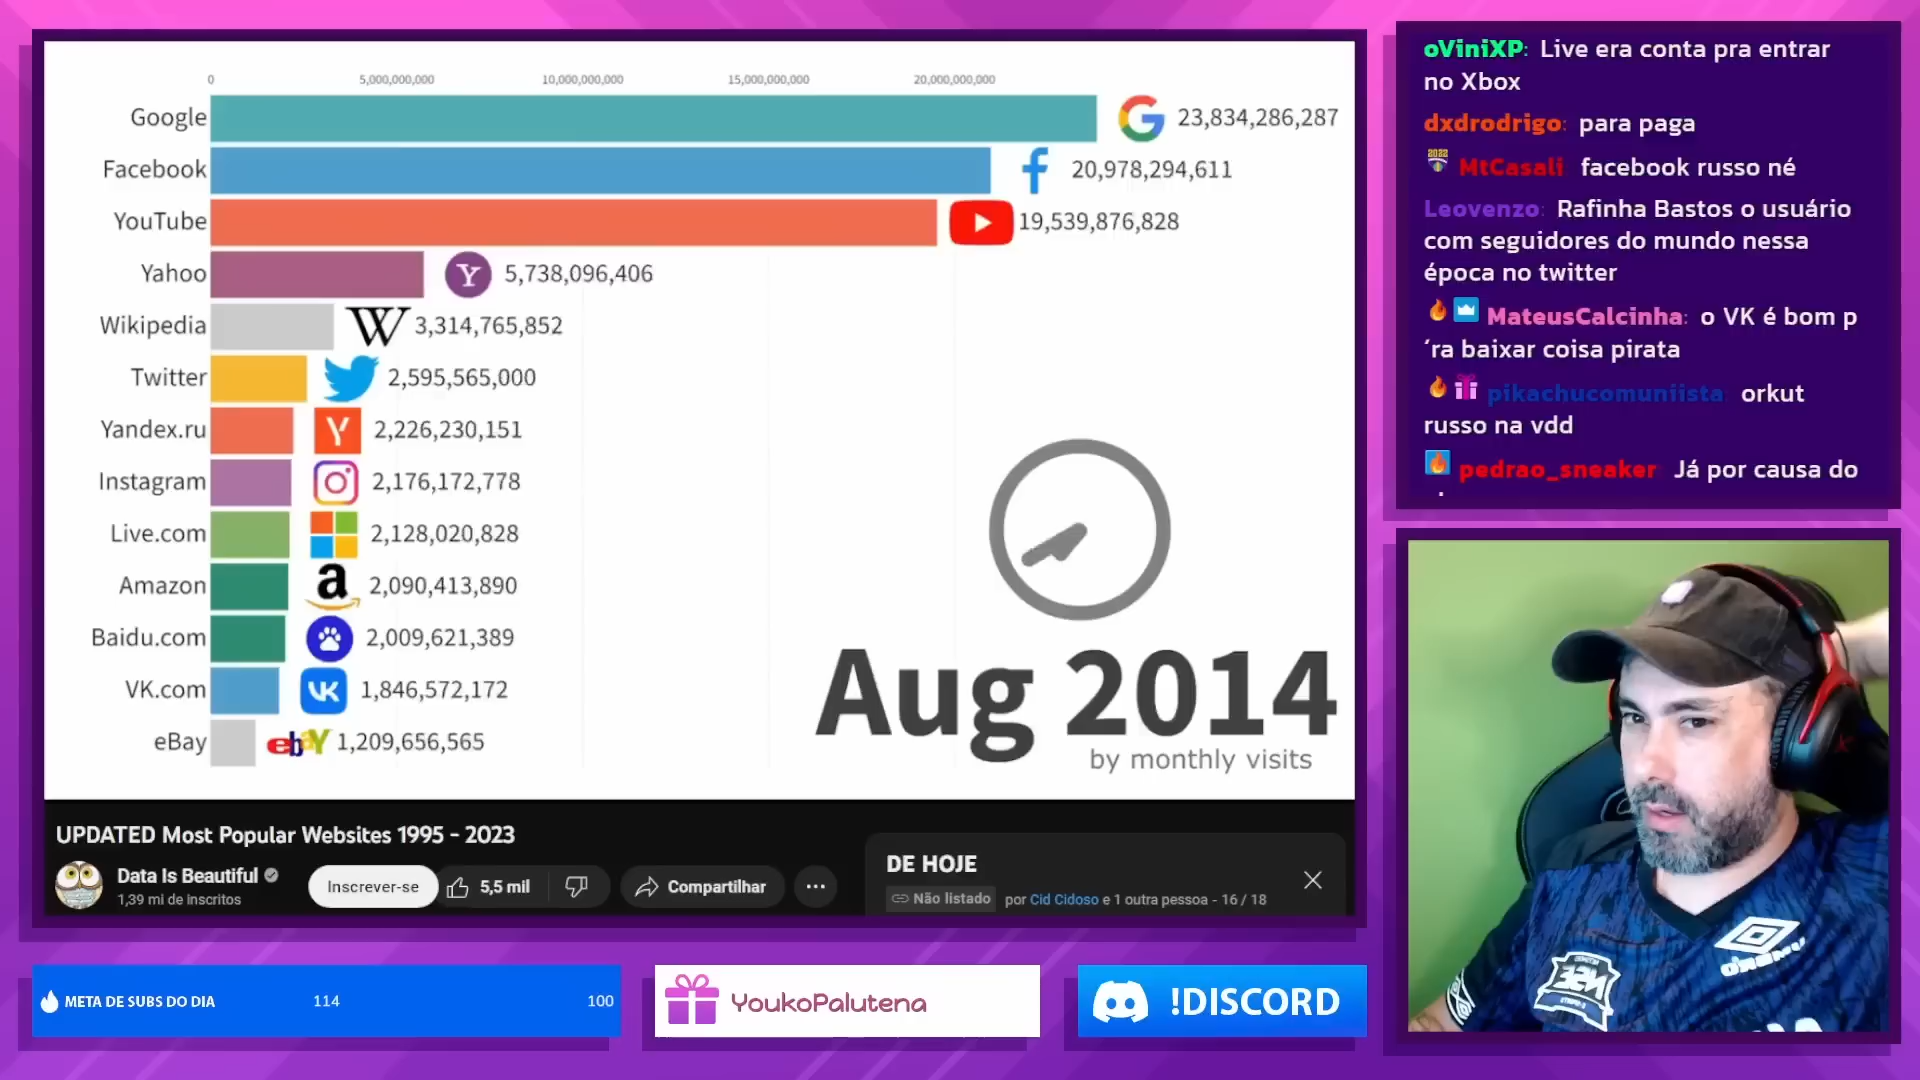 0 5,000,000,000 10,000,000,000 15,000,000,000 20,000,000,000
Google 23,834,286,287
Facebook 20,978,294,611
YouTube 19,539,876,828
Yahoo Y 5,738,096,406
Wikipedia W 3,314,765,852
Twitter 2,595,565,000
Yandex.ru Y 2,226,230,151
Instagram 2,176,172,778
Live.com 2,128,020,828
Amazon a 2,090,413,890
Baidu.com 2,009,621,389
VK.com VK 1,846,572,172
eBay ebaY 1,209,656,565
Aug 2014
by monthly visits
UPDATED Most Popular Websites 1995 - 2023
Data Is Beautiful
1,39 mi de inscritos
Inscrever-se
5,5 mil
Compartilhar
DE HOJE
Não listado por Cid Cidoso e 1 outra pessoa - 16 / 18
oViniXP: Live era conta pra entrar
no Xbox
dxdrodrigo: para paga
2022 MtCasali facebook russo né
Leovenzo: Rafinha Bastos o usuário
com seguidores do mundo nessa
época no twitter
MateusCalcinha: o VK é bom p
´ra baixar coisa pirata
pikachucomuniista orkut
russo na vdd
pedrao_sneaker Já por causa do
META DE SUBS DO DIA 114 100
YoukoPalutena
!DISCORD